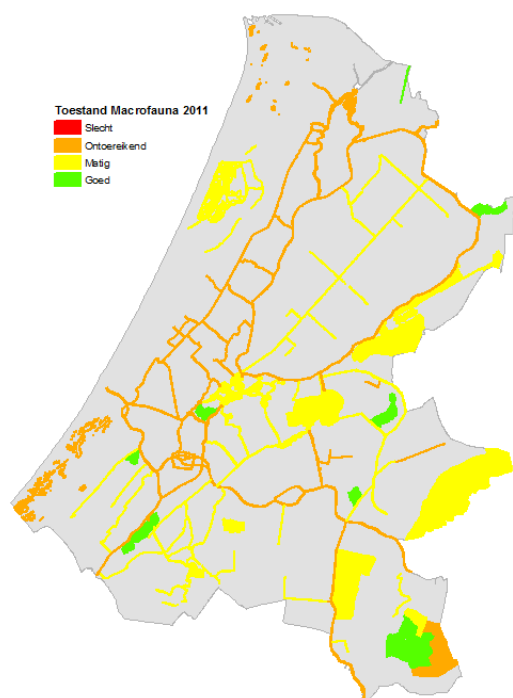 Toestand Macrofauna 2011
Slecht
Ontoereikend
Matig
Goed